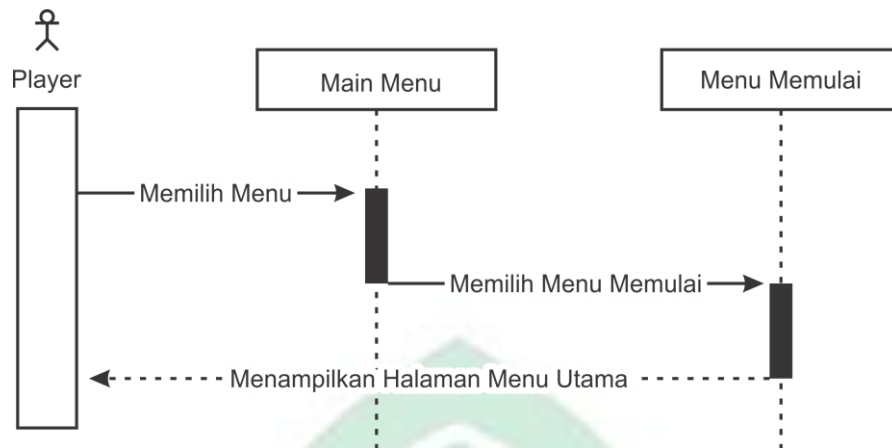 Player
Main Menu
Menu Memulai
Memilih Menu
Memilih Menu Memulai
Menampilkan Halaman Menu Utama